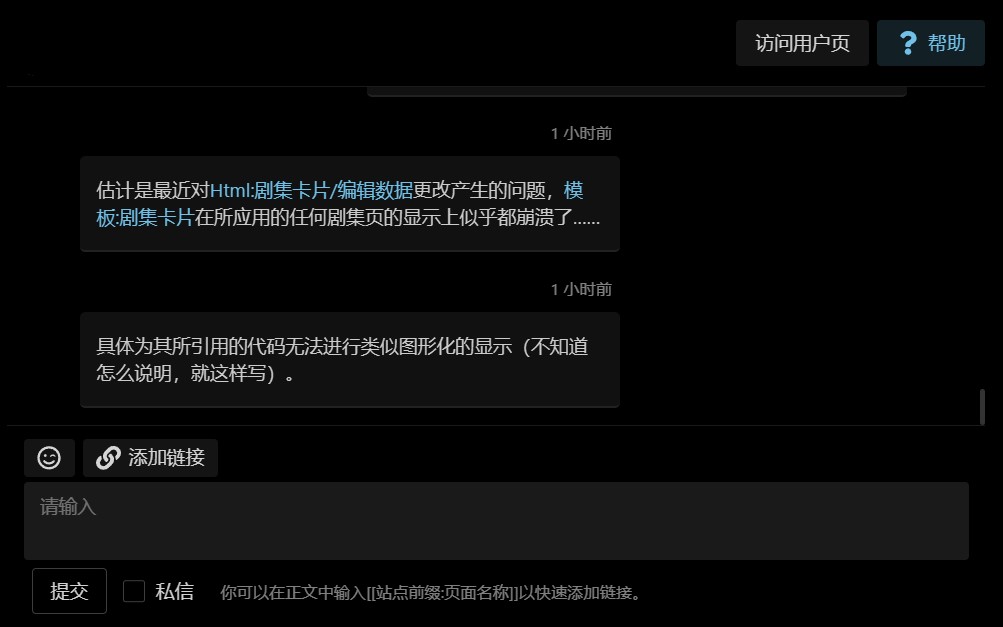 访问用户页
? 帮助
1 小时前
估计是最近对Html:剧集卡片/编辑数据更改产生的问题，模
板:剧集卡片在所应用的任何剧集页的显示上似乎都崩溃了......
1 小时前
具体为其所引用的代码无法进行类似图形化的显示（不知道
怎么说明，就这样写）。
添加链接
请输入
提交
私信
你可以在正文中输入[[站点前缀:页面名称]]以快速添加链接。